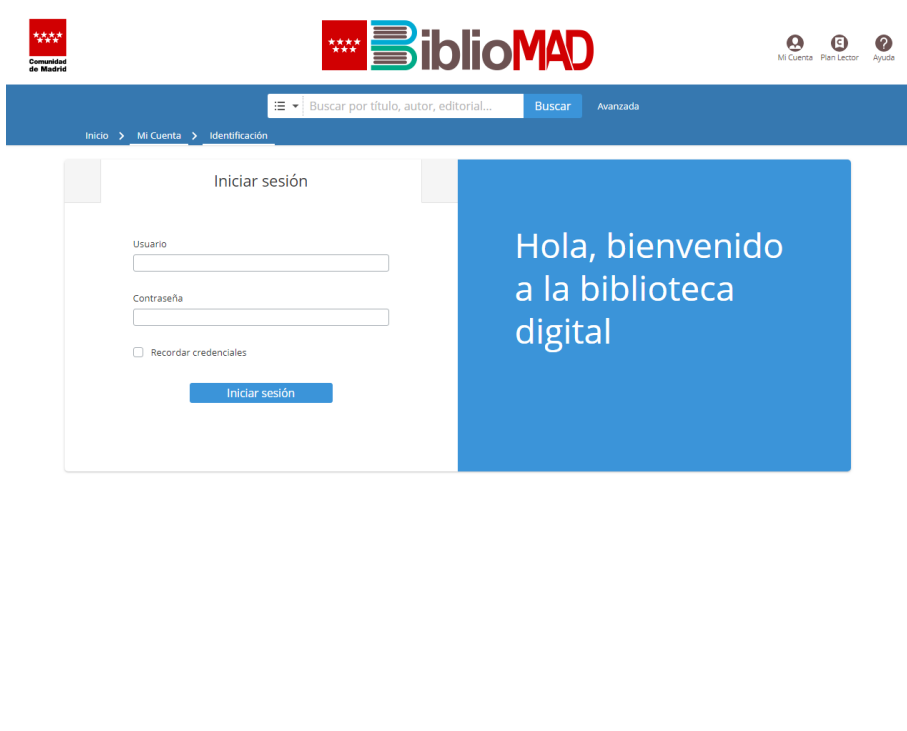 Comunidad
de Madrid
BiblioMAD
Mi Cuenta
Plan Lector
Ayuda
Buscar por título, autor, editorial...
Buscar
Avanzada
Inicio > Mi Cuenta > Identificación
Iniciar sesión
Usuario
Contraseña
Recordar credenciales
Iniciar sesión
Hola, bienvenido
a la biblioteca
digital